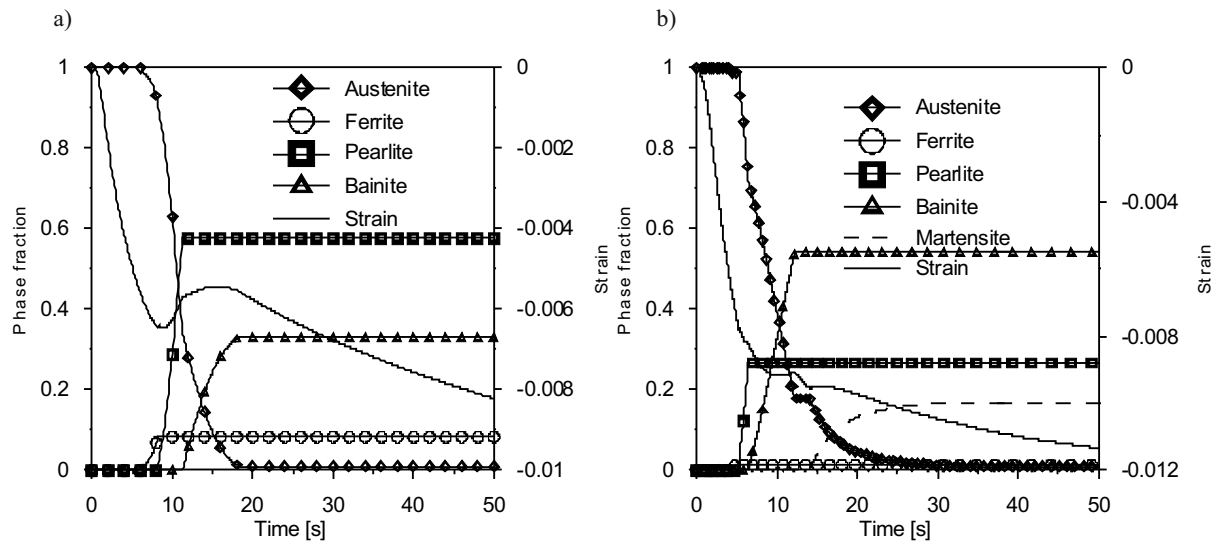 a)
1
0.8
0.6
0.4
0.2
0
Phase fraction
0
-0.002
-0.004
-0.006
-0.008
-0.01
Strain
Austenite
Ferrite
Pearlite
Bainite
Strain
0 10 20 30 40 50
Time [s]
b)
1
0.8
0.6
0.4
0.2
0
Phase fraction
0
-0.004
-0.008
-0.012
Strain
Austenite
Ferrite
Pearlite
Bainite
Martensite
Strain
0 10 20 30 40 50
Time [s]